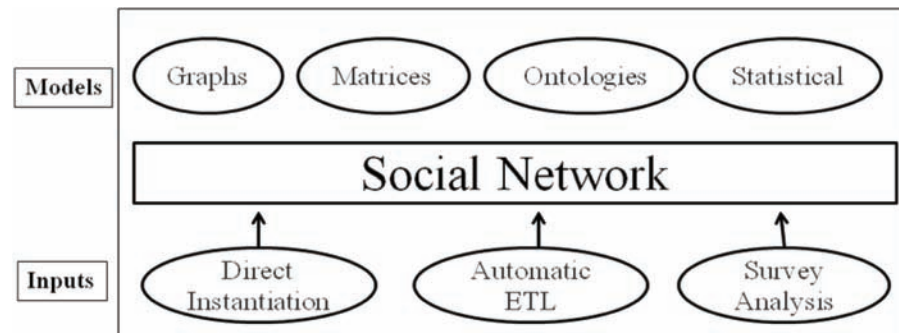 Models
Graphs
Matrices
Ontologies
Statistical
Social Network
Inputs
Direct
Instantiation
Automatic
ETL
Survey
Analysis